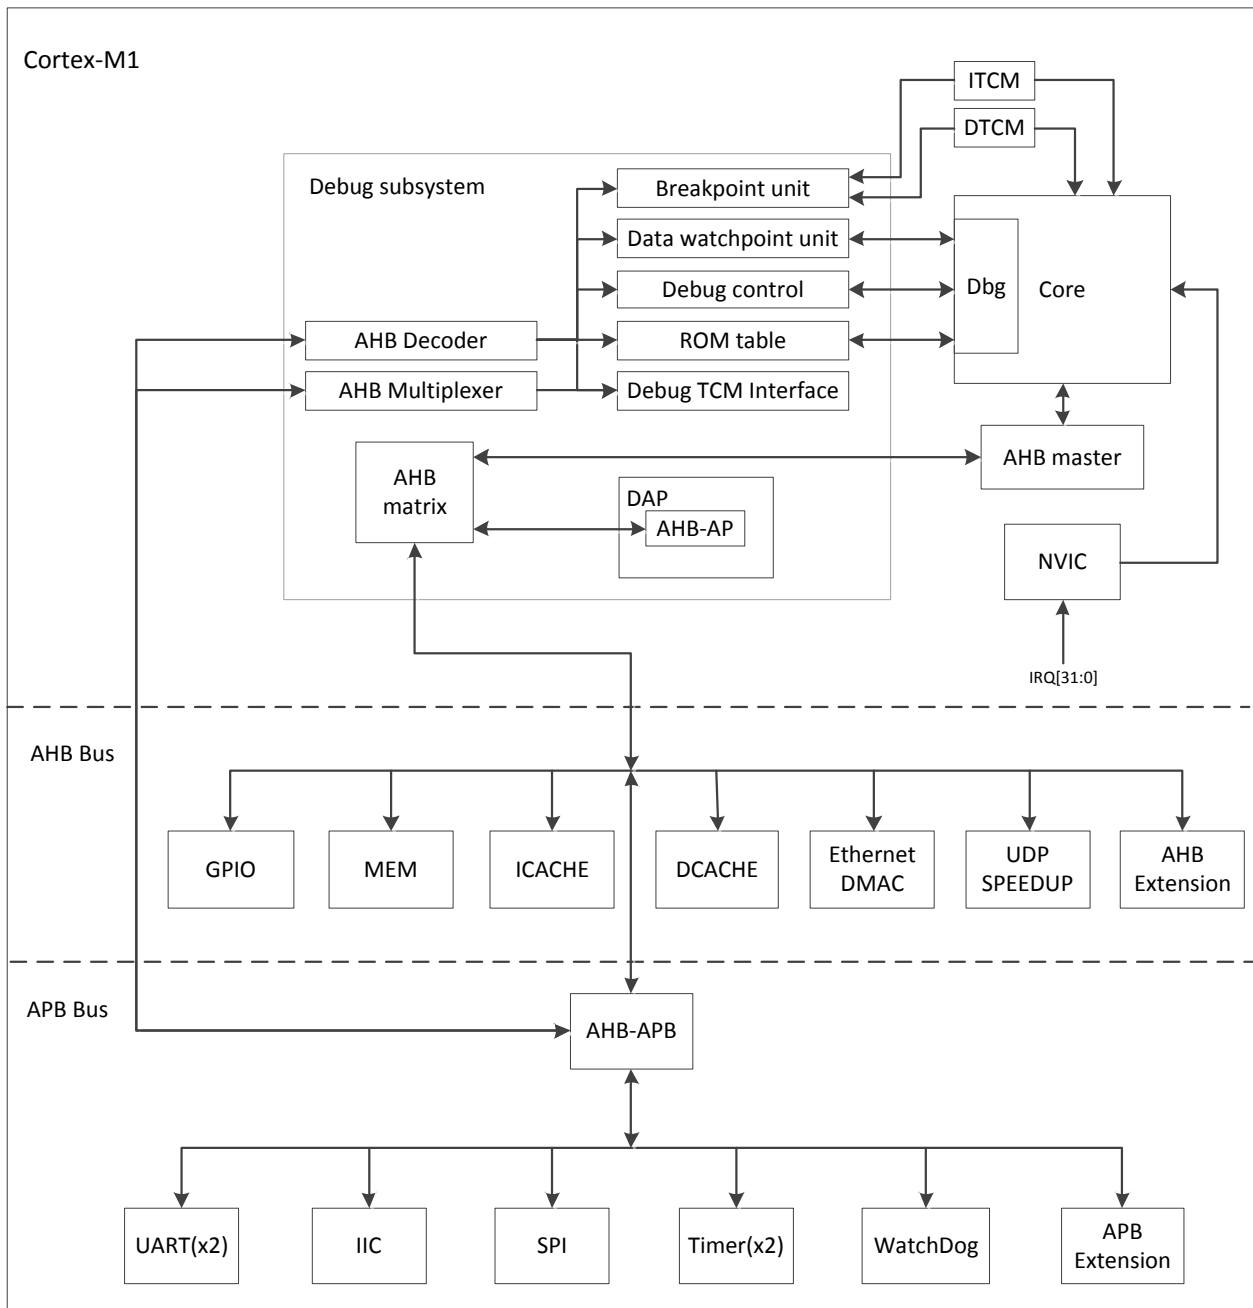 Cortex-M1
ITCM
DTCM
Debug subsystem
Breakpoint unit
Data watchpoint unit
Debug control
Dbg
Core
AHB Decoder
ROM table
AHB Multiplexer
Debug TCM Interface
AHB
matrix
AHB master
DAP
AHB-AP
NVIC
IRQ[31:0]
AHB Bus
GPIO
MEM
ICACHE
DCACHE
Ethernet
DMAC
UDP
SPEEDUP
AHB
Extension
APB Bus
AHB-APB
UART(x2)
IIC
SPI
Timer(x2)
WatchDog
APB
Extension